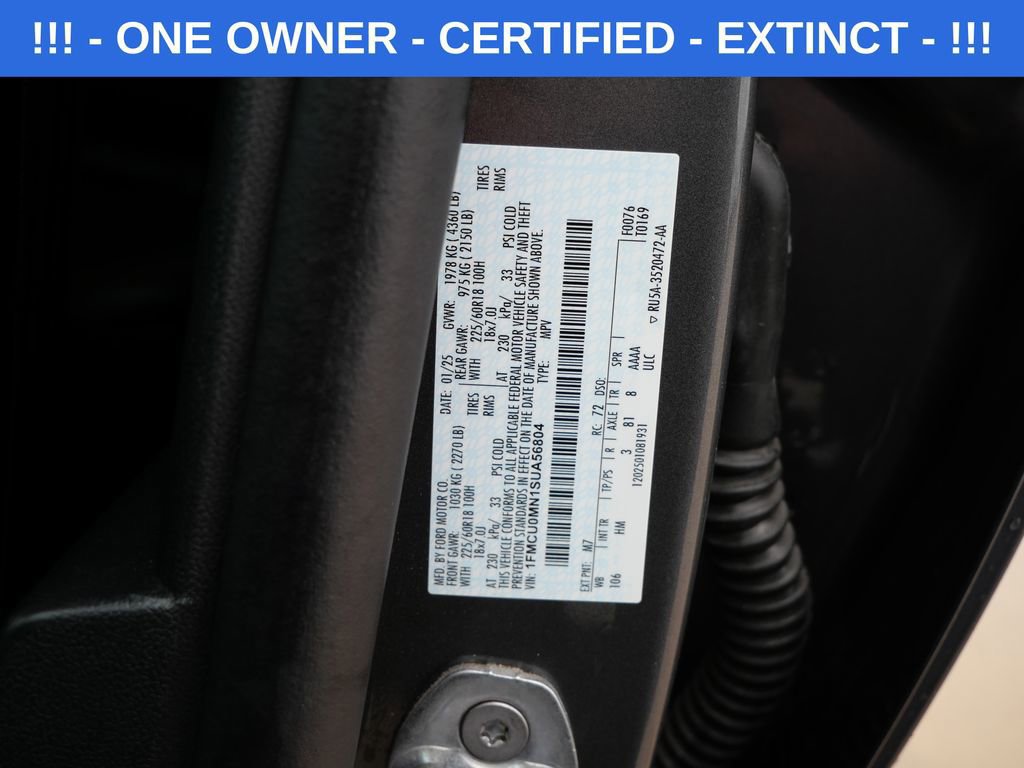 !!! - ONE OWNER - CERTIFIED - EXTINCT - !!!
MFD. BY FORD MOTOR CO.
DATE: 01/25 GVWR: 1978 KG ( 4360 LB)
FRONT GAWR: 1030 KG ( 2270 LB) REAR GAWR: 975 KG ( 2150 LB)
WITH 225/60R18 100H TIRES WITH 225/60R18 100H TIRES
18x7.0J RIMS 18x7.0J RIMS
AT 230 kPa/ 33 PSI COLD AT 230 kPa/ 33 PSI COLD
THIS VEHICLE CONFORMS TO ALL APPLICABLE FEDERAL MOTOR VEHICLE SAFETY AND THEFT
PREVENTION STANDARDS IN EFFECT ON THE DATE OF MANUFACTURE SHOWN ABOVE.
VIN: 1FMCU0MN1SUA56804 TYPE: MPV
EXT PNT: M7 RC: 72 DSO: F0076
WB INT TR TP/PS R AXLE TR SPR T0169
106 HM 3 81 8 AAAA
1202501081931 ULC ▽ RU5A-3520472-AA